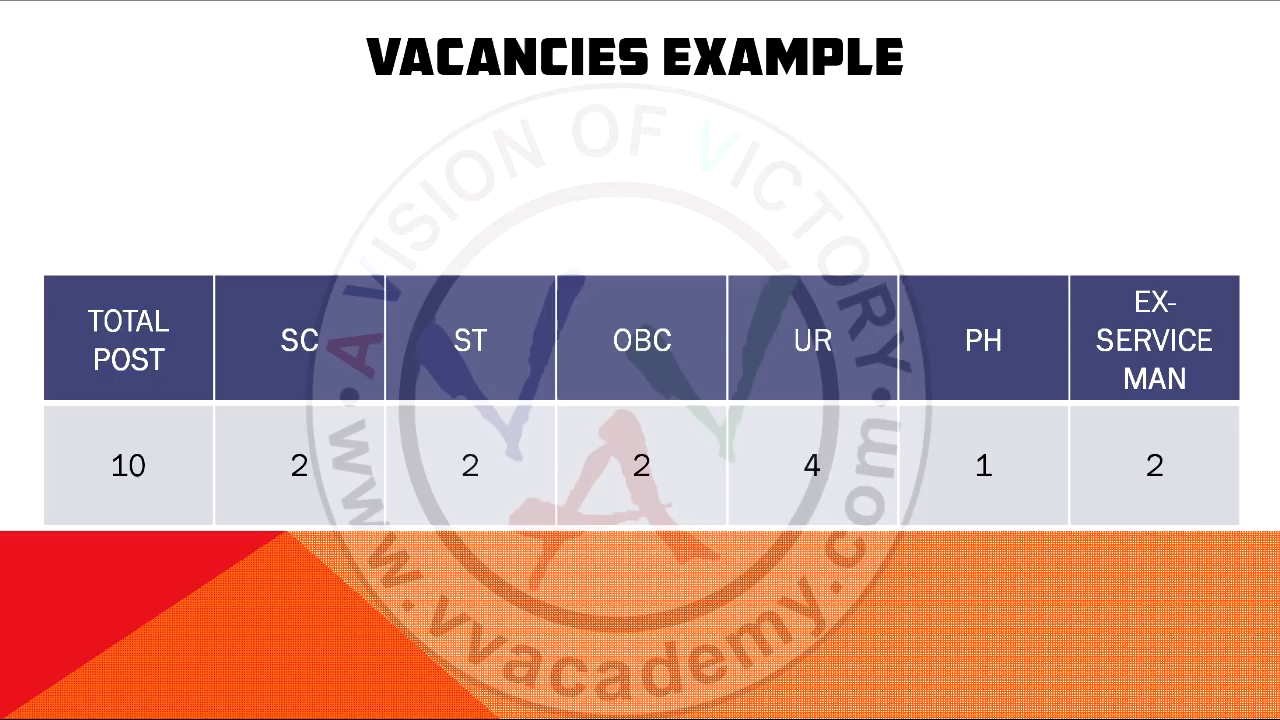 VACANCIES EXAMPLE
A VISION OF VICTORY
TOTAL POST SC ST OBC UR PH EX-SERVICE MAN
10 2 2 2 4 1 2
www.vvacademy.com